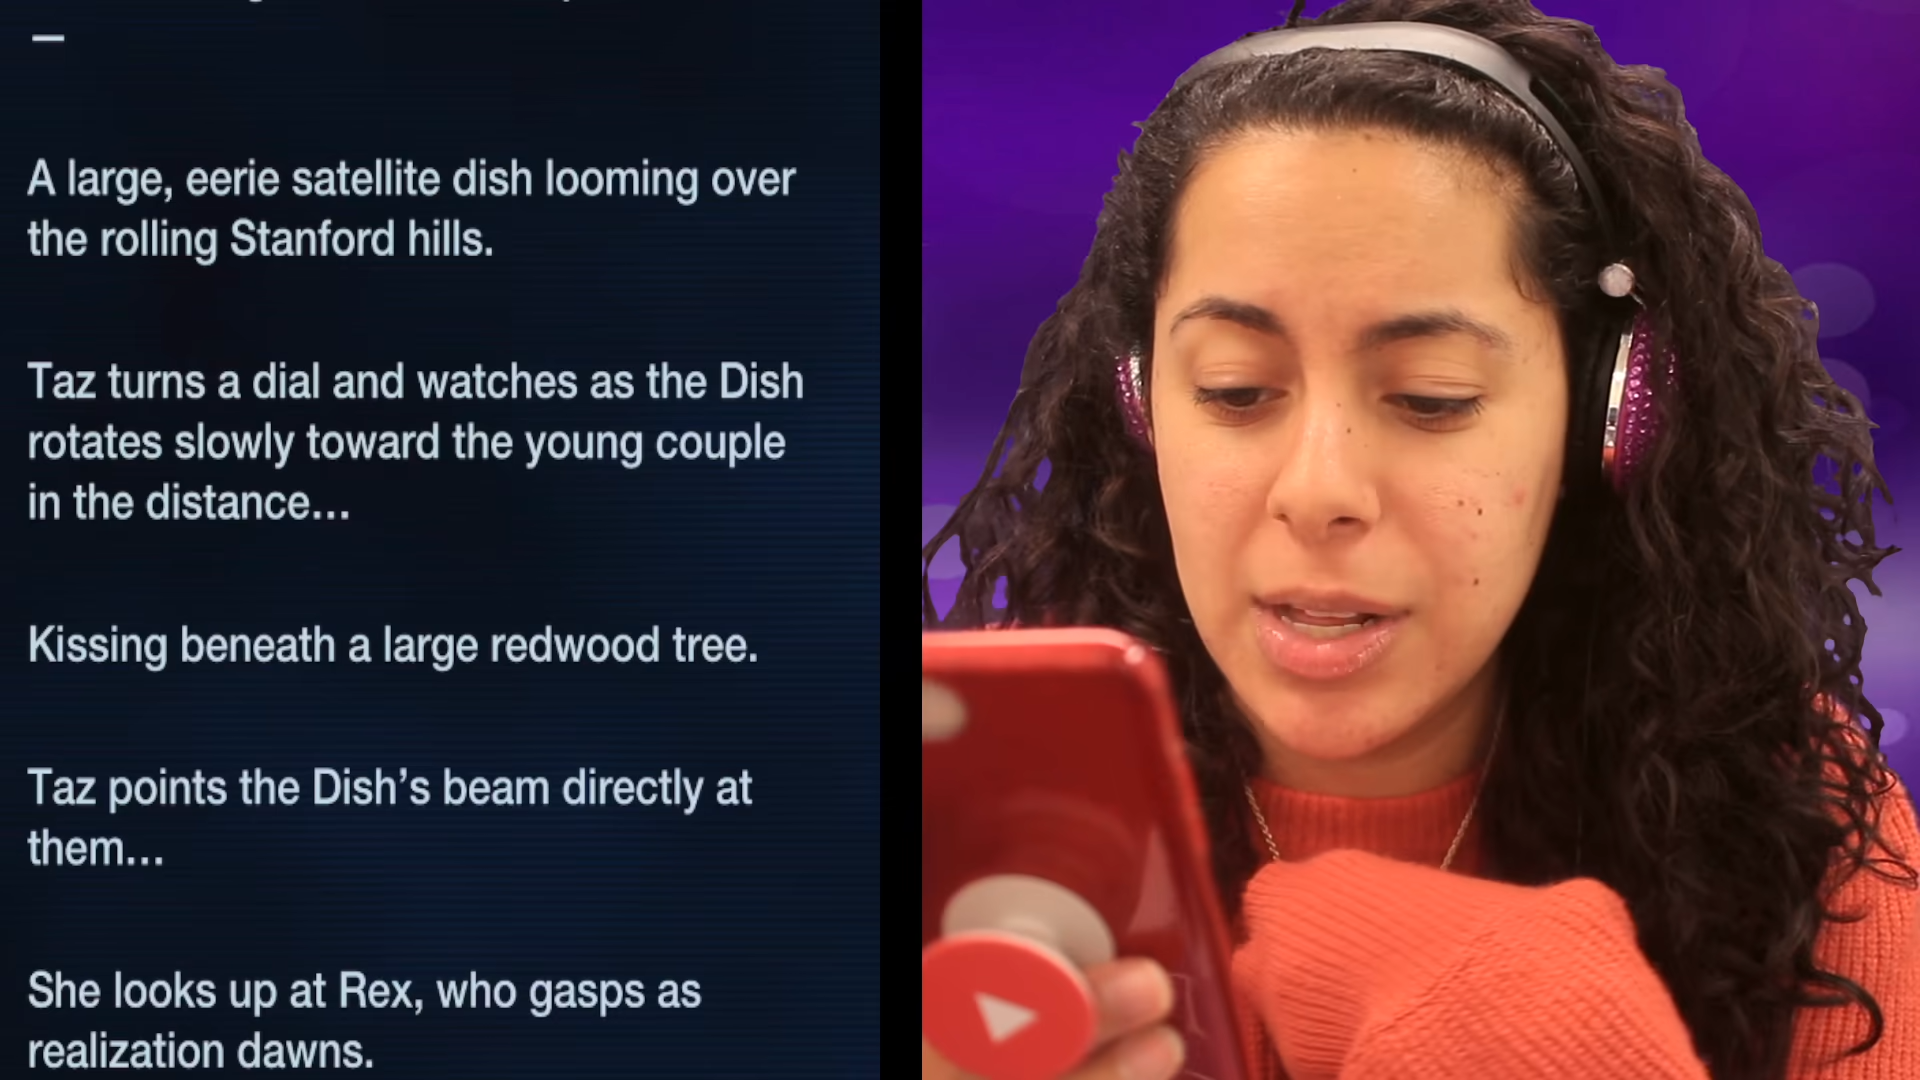 —
A large, eerie satellite dish looming over
the rolling Stanford hills.
Taz turns a dial and watches as the Dish
rotates slowly toward the young couple
in the distance...
Kissing beneath a large redwood tree.
Taz points the Dish’s beam directly at
them...
She looks up at Rex, who gasps as
realization dawns.